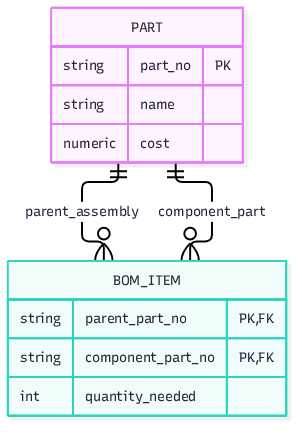 PART
string part_no PK
string name
numeric cost
parent_assembly component_part
BOM_ITEM
string parent_part_no PK,FK
string component_part_no PK,FK
int quantity_needed